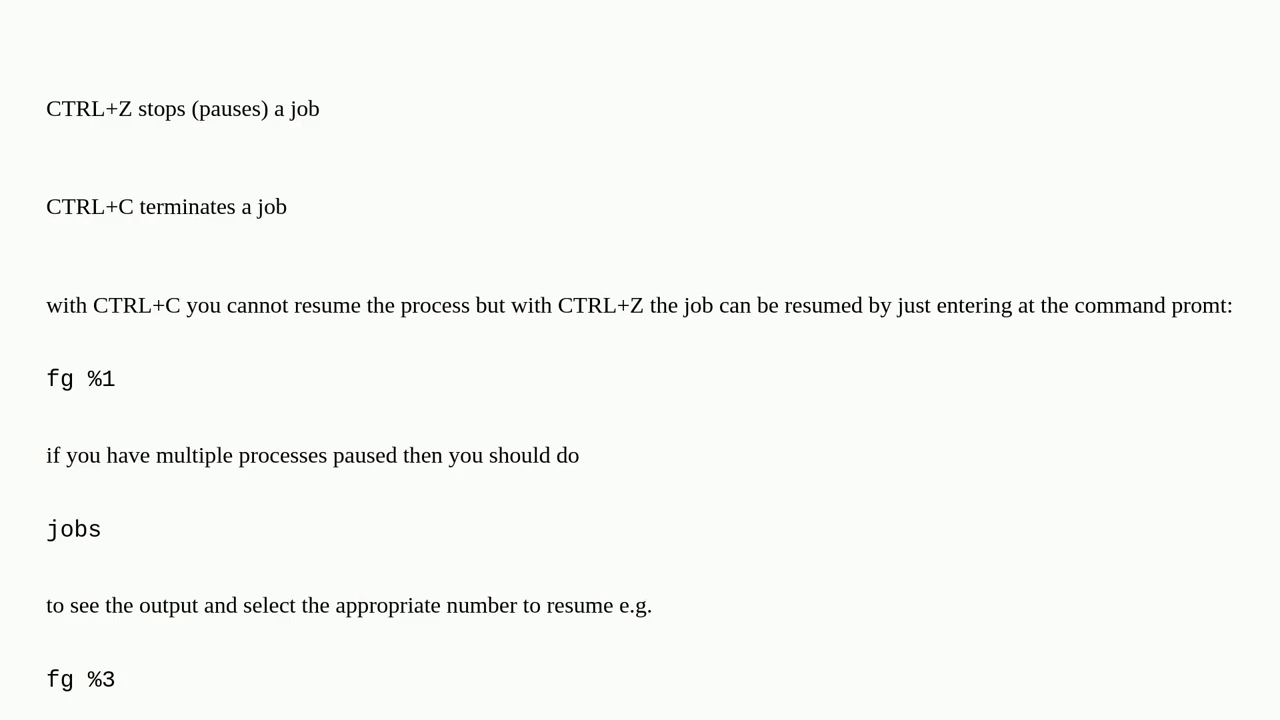 CTRL+Z stops (pauses) a job
CTRL+C terminates a job
with CTRL+C you cannot resume the process but with CTRL+Z the job can be resumed by just entering at the command promt:
fg %1
if you have multiple processes paused then you should do
jobs
to see the output and select the appropriate number to resume e.g.
fg %3